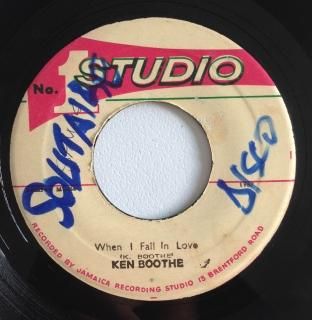 No. 1 STUDIO
SOLITAIRE
DISCO
When I Fall In Love
(K. BOOTHE)
KEN BOOTHE
RECORDED BY JAMAICA RECORDING STUDIO 13 BRENTFORD ROAD